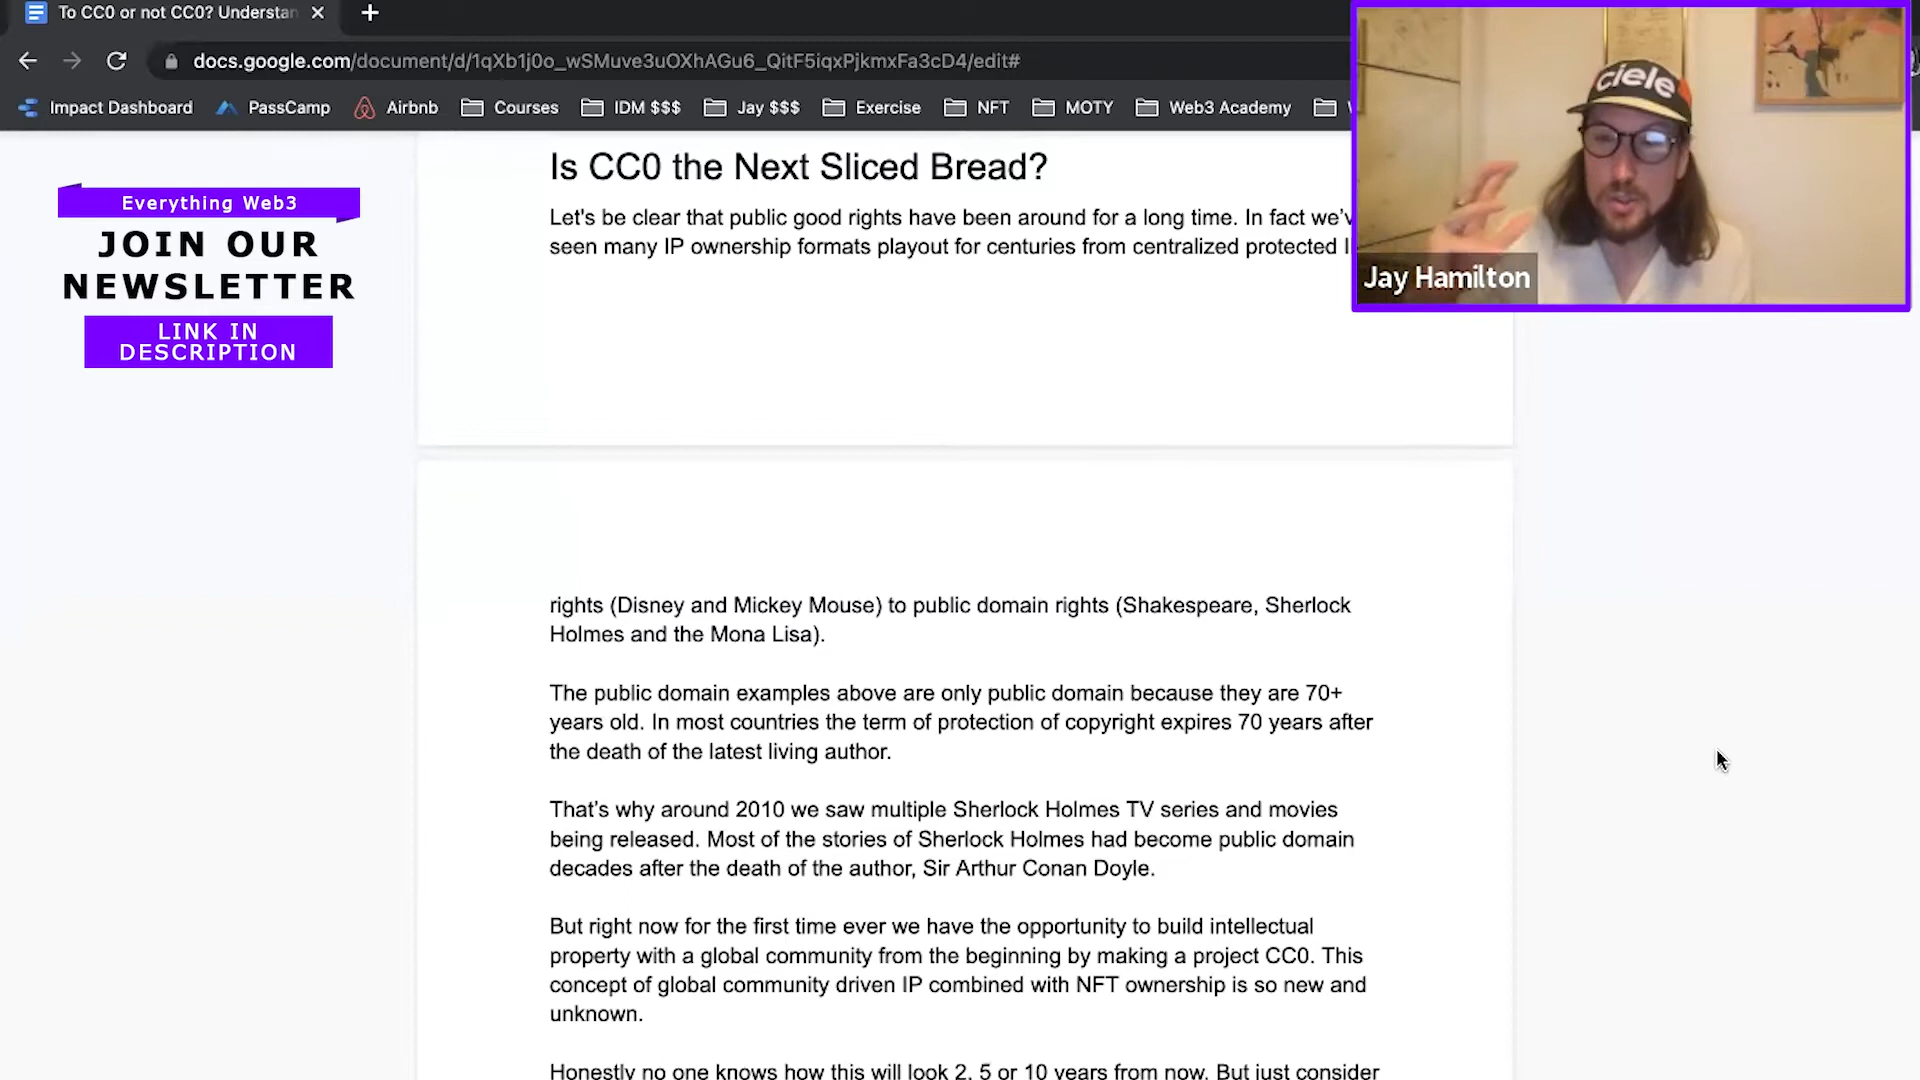 To CC0 or not CC0? Understan
docs.google.com/document/d/1qXb1j0o_wSMuve3uOXhAGu6_QitF5iqxPjkmxFa3cD4/edit#
Impact Dashboard PassCamp Airbnb Courses IDM $$$ Jay $$$ Exercise NFT MOTY Web3 Academy
ciele
Jay Hamilton
Everything Web3
JOIN OUR
NEWSLETTER
LINK IN
DESCRIPTION
Is CC0 the Next Sliced Bread?
Let's be clear that public good rights have been around for a long time. In fact we'v
seen many IP ownership formats playout for centuries from centralized protected I
rights (Disney and Mickey Mouse) to public domain rights (Shakespeare, Sherlock
Holmes and the Mona Lisa).
The public domain examples above are only public domain because they are 70+
years old. In most countries the term of protection of copyright expires 70 years after
the death of the latest living author.
That's why around 2010 we saw multiple Sherlock Holmes TV series and movies
being released. Most of the stories of Sherlock Holmes had become public domain
decades after the death of the author, Sir Arthur Conan Doyle.
But right now for the first time ever we have the opportunity to build intellectual
property with a global community from the beginning by making a project CC0. This
concept of global community driven IP combined with NFT ownership is so new and
unknown.
Honestly no one knows how this will look 2, 5 or 10 years from now. But just consider